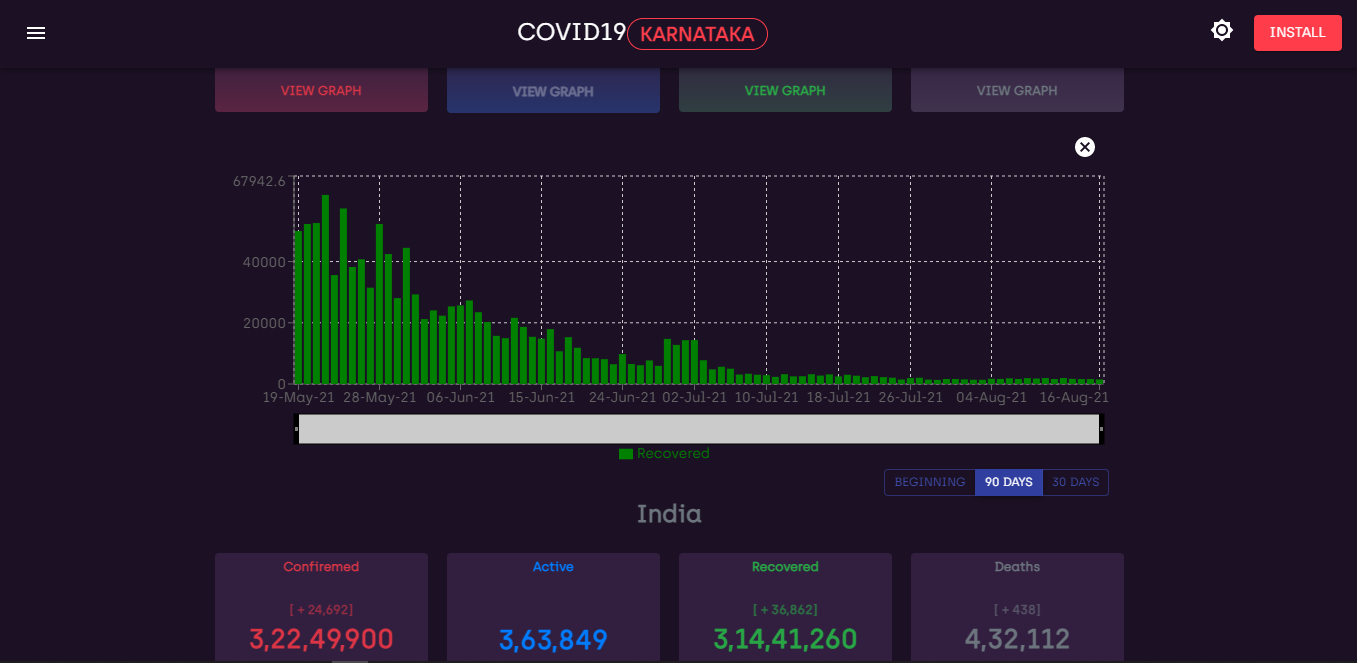 COVID19 KARNATAKA
INSTALL
VIEW GRAPH VIEW GRAPH VIEW GRAPH VIEW GRAPH
67942.6
40000
20000
0
19-May-21 28-May-21 06-Jun-21 15-Jun-21 24-Jun-21 02-Jul-21 10-Jul-21 18-Jul-21 26-Jul-21 04-Aug-21 16-Aug-21
Recovered
BEGINNING 90 DAYS 30 DAYS
India
Confiremed Active Recovered Deaths
[ + 24,692] [ + 36,862] [ + 438]
3,22,49,900 3,63,849 3,14,41,260 4,32,112